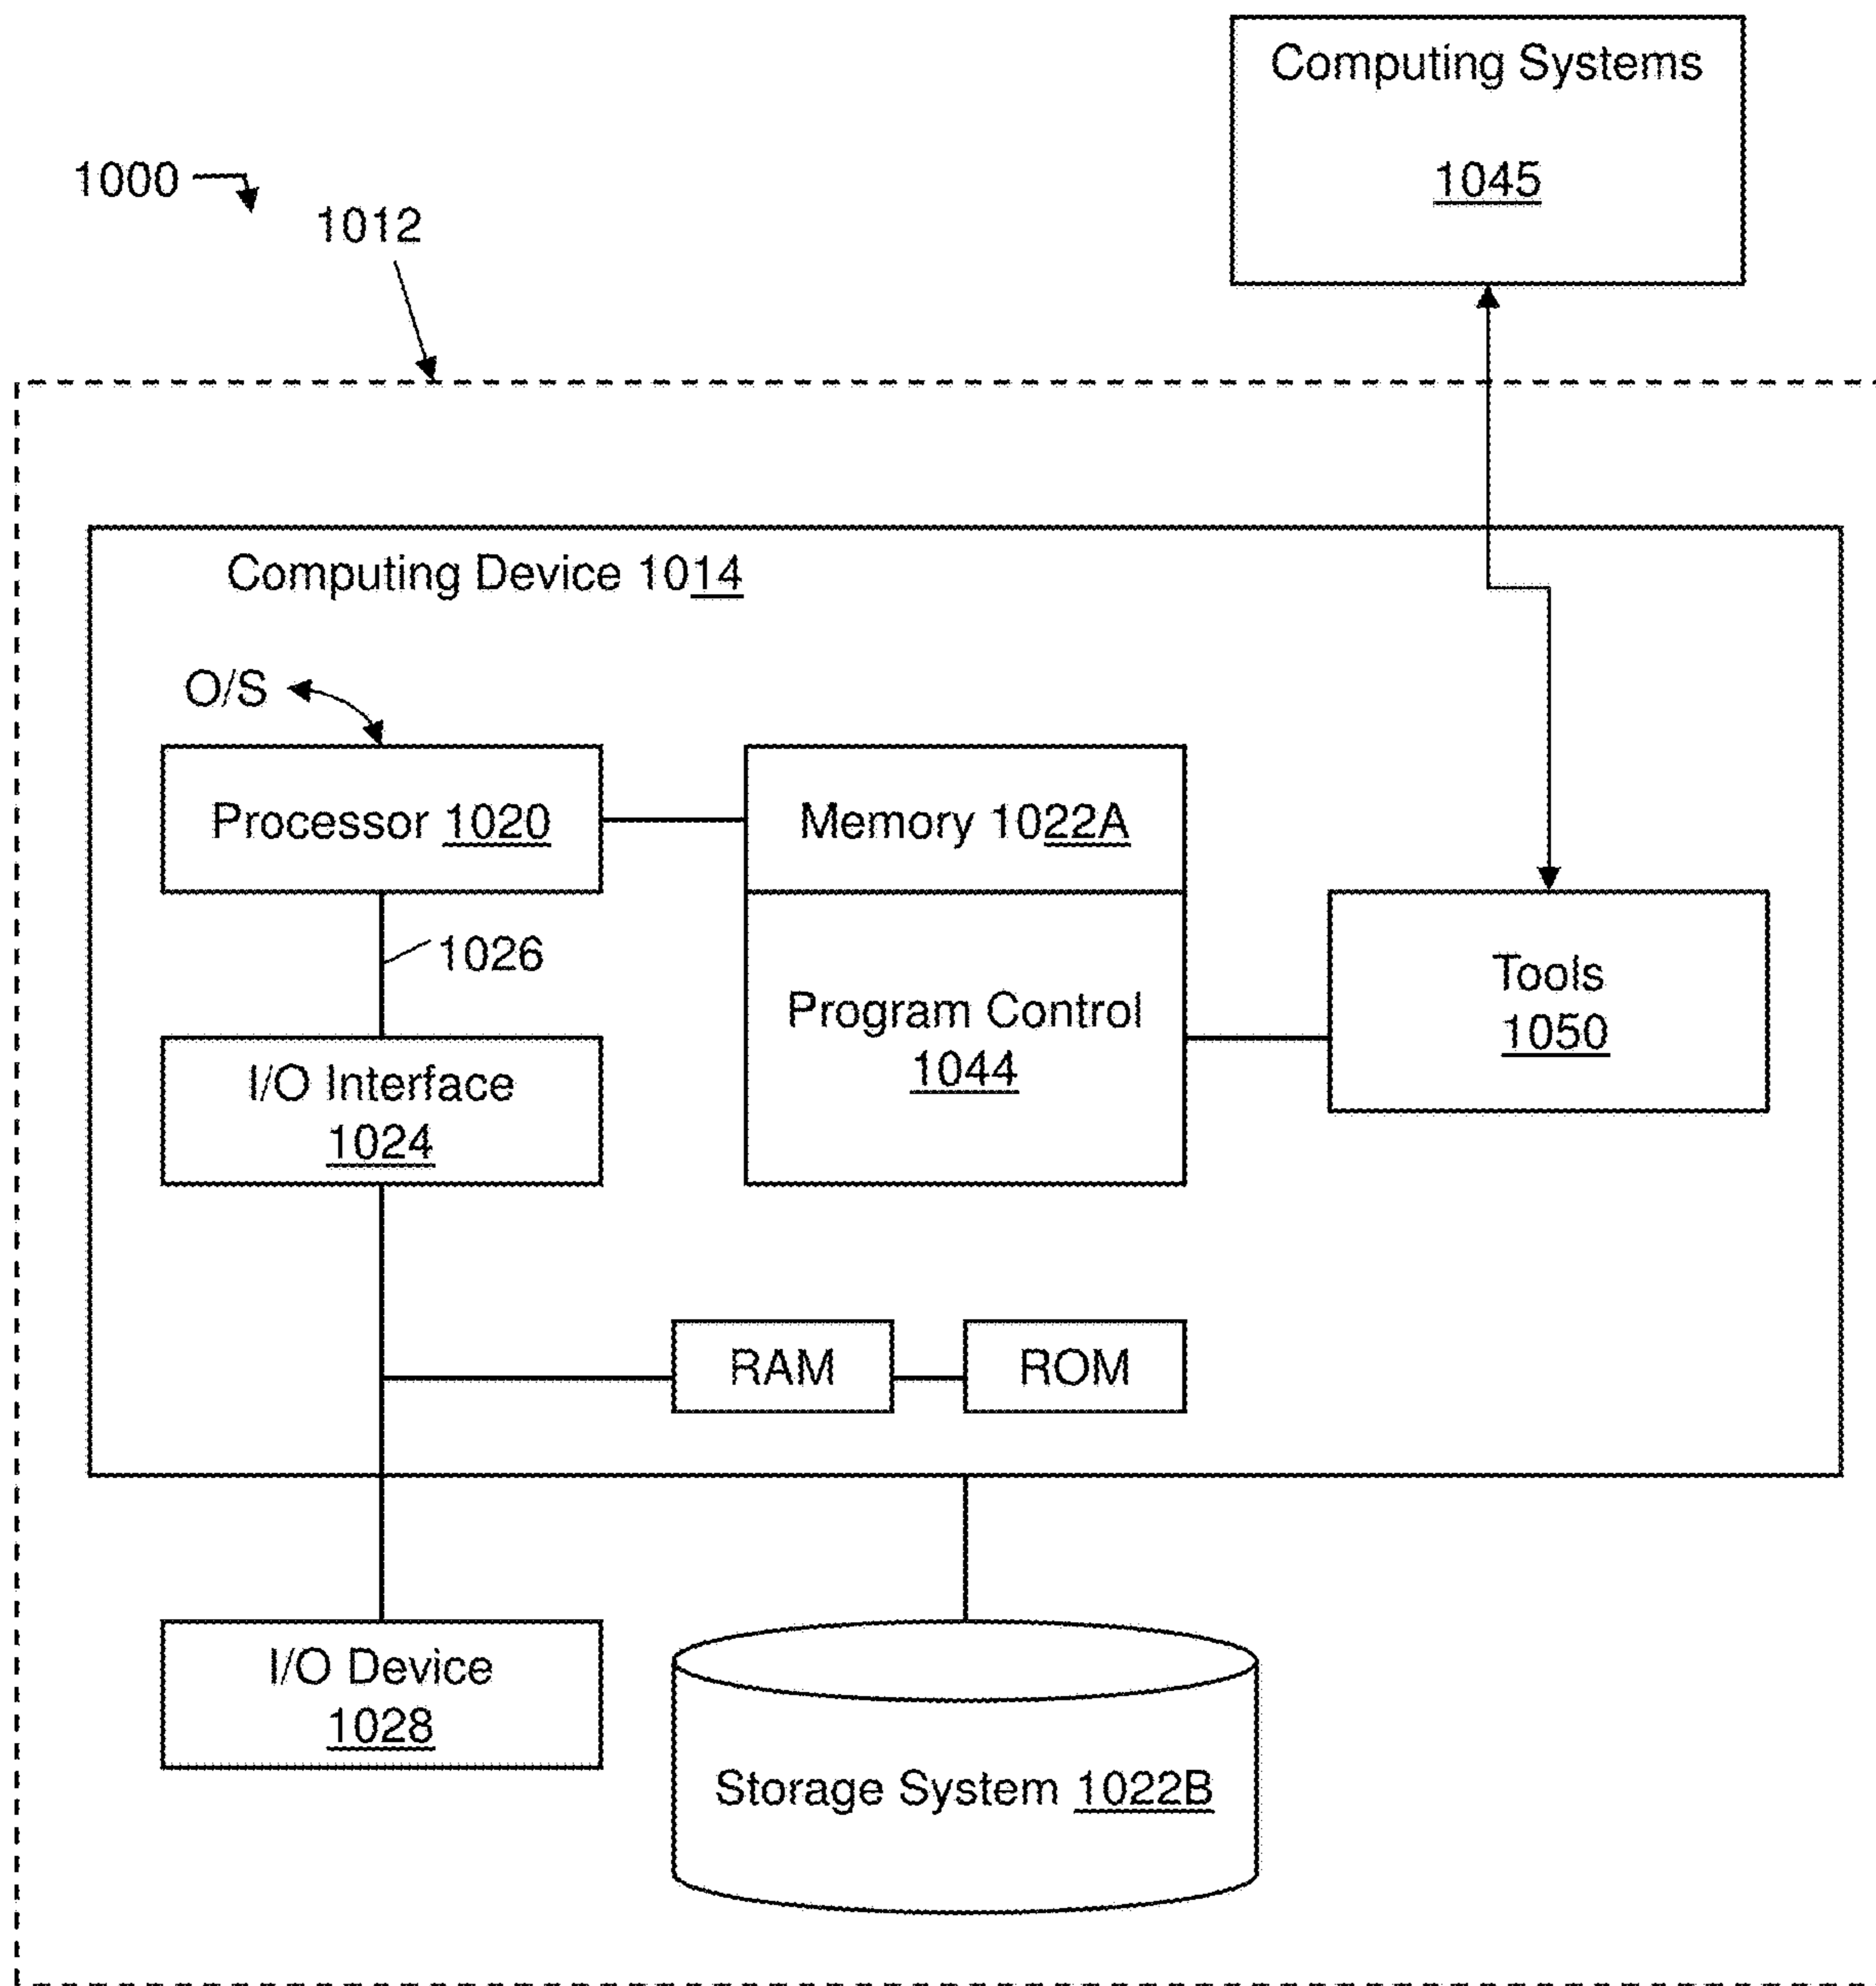 Computing Systems
1045
1000
1012
Computing Device 1014
O/S
Processor 1020
Memory 1022A
1026
Program Control
1044
Tools
1050
I/O Interface
1024
RAM
ROM
I/O Device
1028
Storage System 1022B